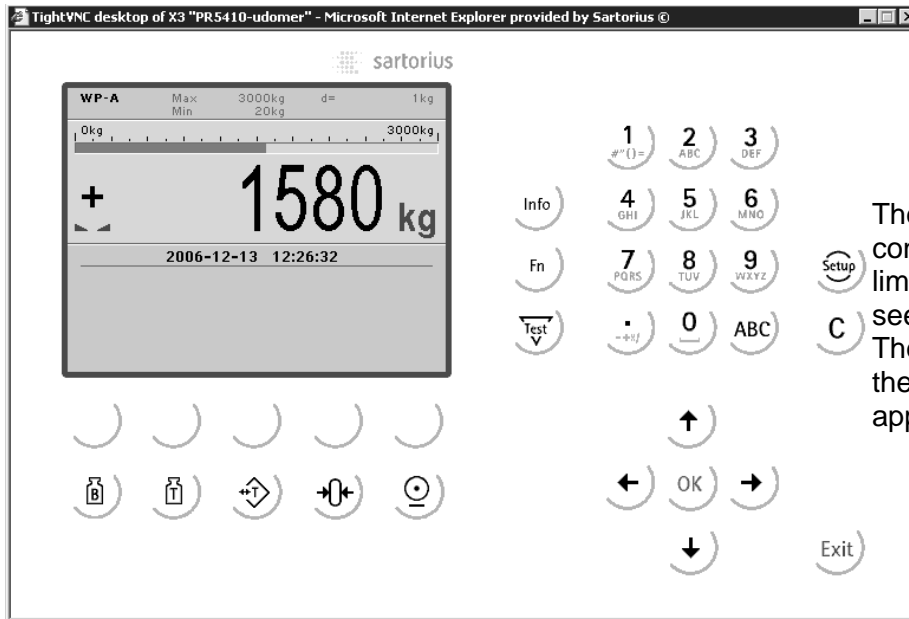 TightVNC desktop of X3 "PR5410-udomer" - Microsoft Internet Explorer provided by Sartorius ©
sartorius
WP-A Max 3000kg d= 1kg
Min 20kg
0kg 3000kg
+ 1580 kg
2006-12-13 12:26:32
1 2 3
#"()= ABC DEF
Info 4 5 6
GHI JKL MNO
Fn 7 8 9 Setup
PQRS TUV WXYZ
Test . 0 ABC C
B T T 0
OK
Exit
The